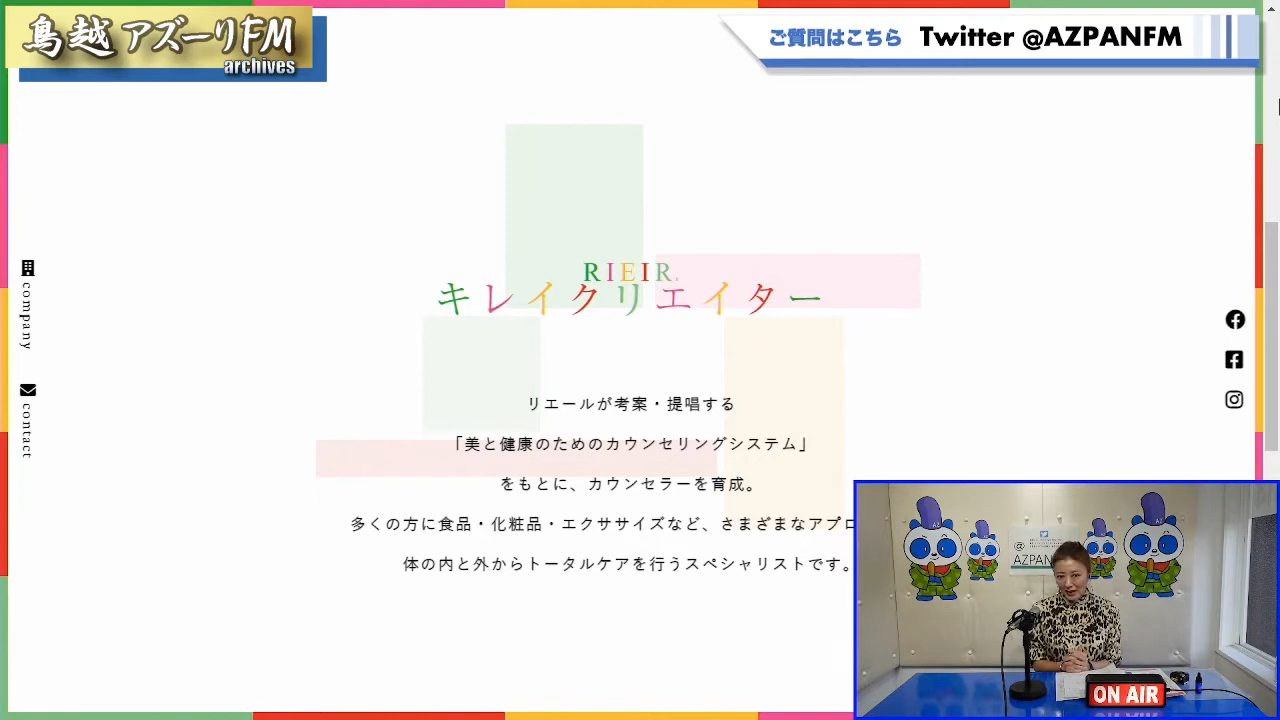 鳥越アズーりFM
archives
ご質問はこちら Twitter @AZPANFM
RIEIR.
キレイクリエイター
company
contact
リエールが考案・提唱する
「美と健康のためのカウンセリングシステム」
をもとに、カウンセラーを育成。
多くの方に食品・化粧品・エクササイズなど、さまざまなアプロ
体の内と外からトータルケアを行うスペシャリストです。
@
AZPAN
ON AIR